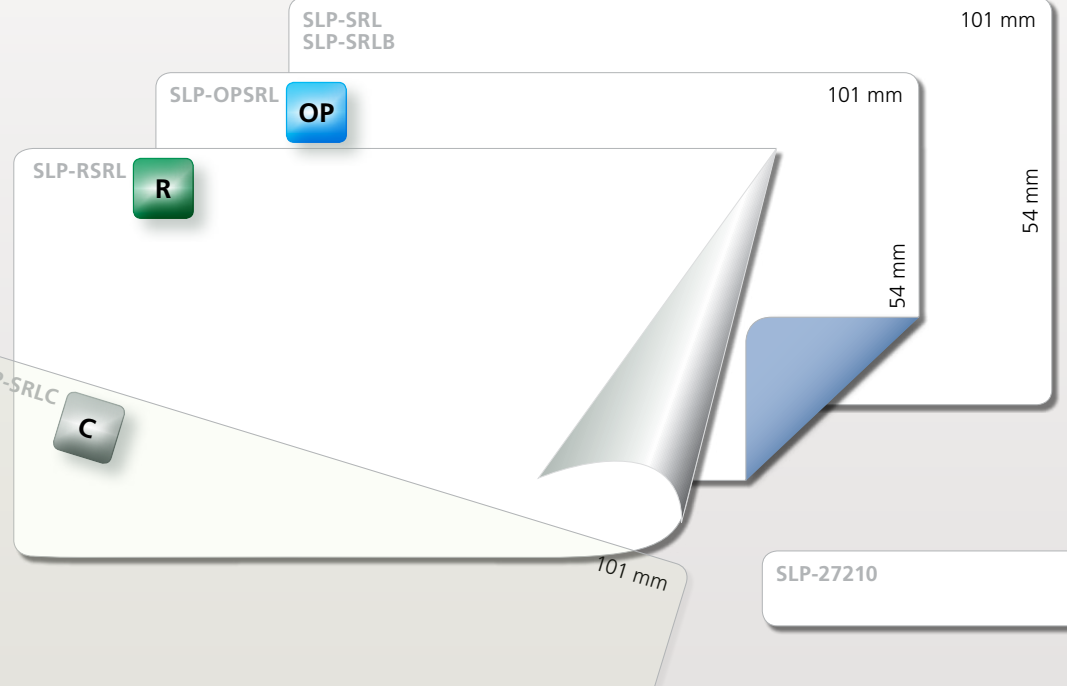 SLP-SRL
SLP-SRLB
101 mm
54 mm
SLP-OPSRL
OP
101 mm
54 mm
SLP-RSRL
R
P-SRLC
C
101 mm
SLP-27210